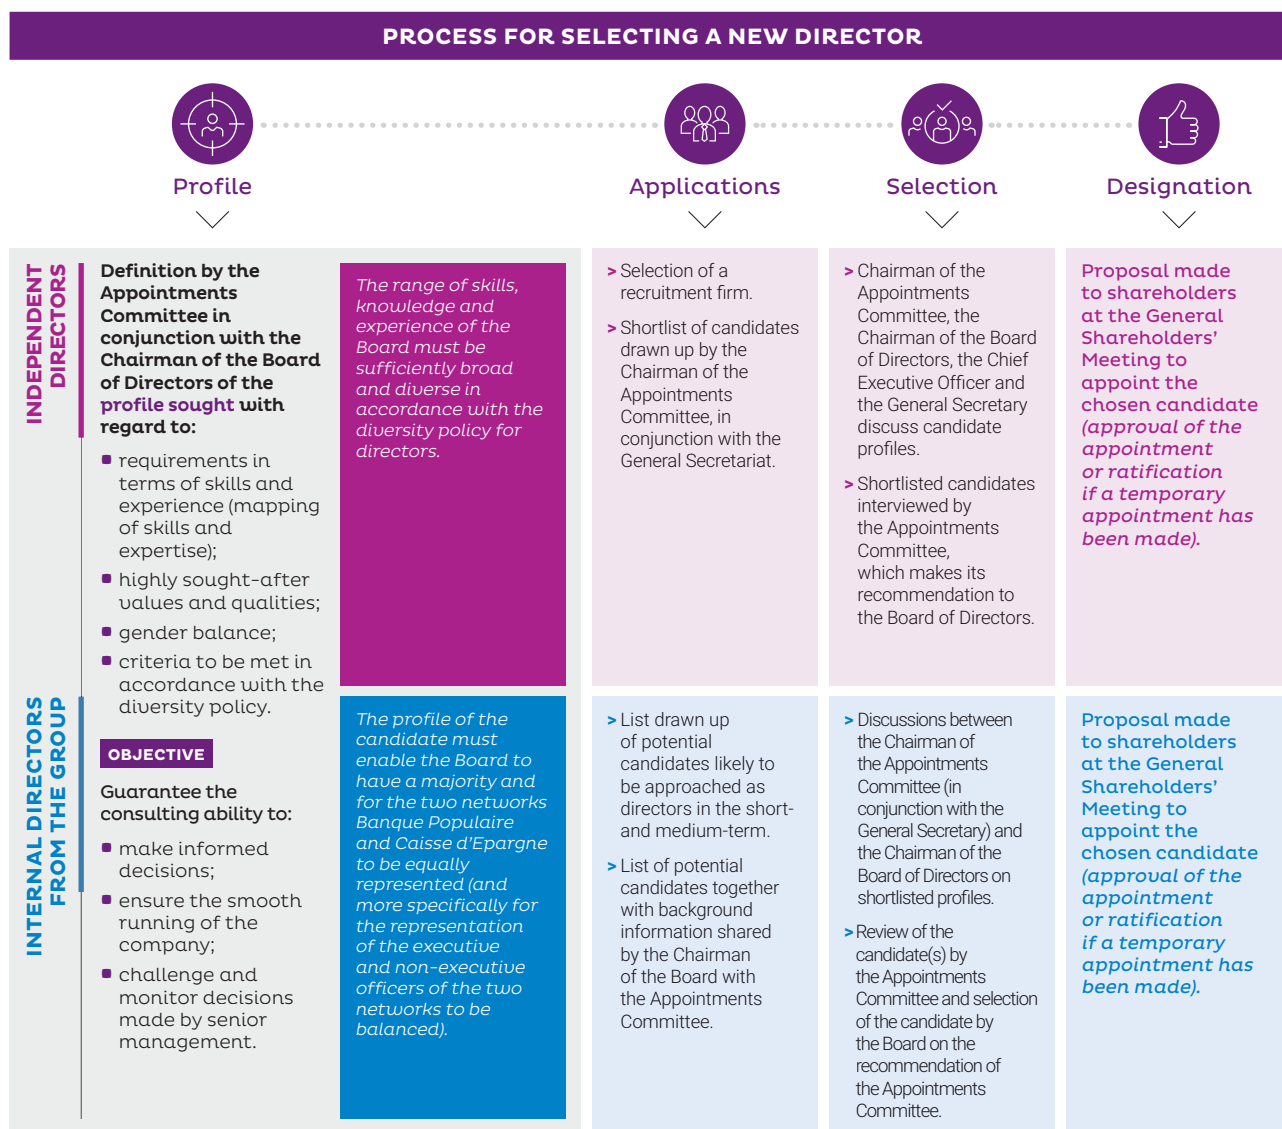 PROCESS FOR SELECTING A NEW DIRECTOR
Profile
Applications
Selection
Designation
INDEPENDENT
DIRECTORS
Definition by the
Appointments
Committee in
conjunction with the
Chairman of the Board
of Directors of the
profile sought with
regard to:
requirements in
terms of skills and
experience (mapping
of skills and
expertise);
highly sought-after
values and qualities;
gender balance;
criteria to be met in
accordance with the
diversity policy.
OBJECTIVE
Guarantee the
consulting ability to:
make informed
decisions;
ensure the smooth
running of the
company;
challenge and
monitor decisions
made by senior
management.
The range of skills,
knowledge and
experience of the
Board must be
sufficiently broad
and diverse in
accordance with the
diversity policy for
directors.
> Selection of a
recruitment firm.
> Shortlist of candidates
drawn up by the
Chairman of the
Appointments
Committee, in
conjunction with the
General Secretariat.
> Chairman of the
Appointments
Committee, the
Chairman of the Board
of Directors, the Chief
Executive Officer and
the General Secretary
discuss candidate
profiles.
> Shortlisted candidates
interviewed by
the Appointments
Committee,
which makes its
recommendation to
the Board of Directors.
Proposal made
to shareholders
at the General
Shareholders'
Meeting to
appoint the
chosen candidate
(approval of the
appointment
or ratification
if a temporary
appointment has
been made).
INTERNAL DIRECTORS
FROM THE GROUP
The profile of the
candidate must
enable the Board to
have a majority and
for the two networks
Banque Populaire
and Caisse d'Epargne
to be equally
represented (and
more specifically for
the representation
of the executive
and non-executive
officers of the two
networks to be
balanced).
> List drawn up
of potential
candidates likely to
be approached as
directors in the short-
and medium-term.
> List of potential
candidates together
with background
information shared
by the Chairman
of the Board with
the Appointments
Committee.
> Discussions between
the Chairman of
the Appointments
Committee (in
conjunction with the
General Secretary) and
the Chairman of the
Board of Directors on
shortlisted profiles.
> Review of the
candidate(s) by
the Appointments
Committee and selection
of the candidate by
the Board on the
recommendation of
the Appointments
Committee.
Proposal made
to shareholders
at the General
Shareholders'
Meeting to
appoint the
chosen candidate
(approval of the
appointment
or ratification
if a temporary
appointment has
been made).